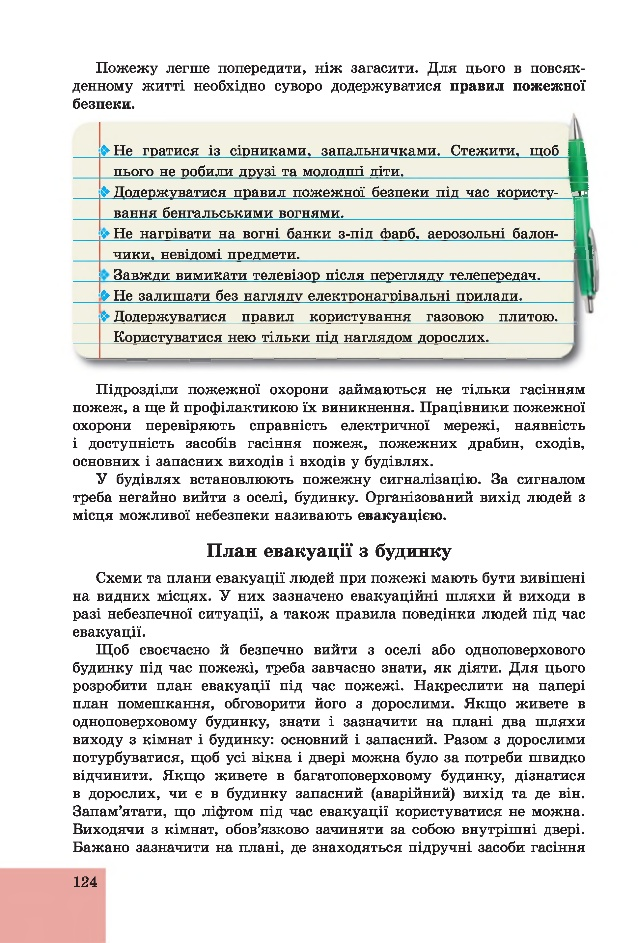 Пожежу легше попередити, ніж загасити. Для цього в повсяк-
денному житті необхідно суворо додержуватися правил пожежної
безпеки.
Не гратися із сірниками, запальничками. Стежити, щоб
цього не робили друзі та молодші діти.
Додержуватися правил пожежної безпеки під час користу-
вання бенгальськими вогнями.
Не нагрівати на вогні банки з-під фарб, аерозольні балон-
чики, невідомі предмети.
Завжди вимикати телевізор після перегляду телепередач.
Не залишати без нагляду електронагрівальні прилади.
Додержуватися правил користування газовою плитою.
Користуватися нею тільки під наглядом дорослих.
Підрозділи пожежної охорони займаються не тільки гасінням
пожеж, а ще й профілактикою їх виникнення. Працівники пожежної
охорони перевіряють справність електричної мережі, наявність
і доступність засобів гасіння пожеж, пожежних драбин, сходів,
основних і запасних виходів і входів у будівлях.
У будівлях встановлюють пожежну сигналізацію. За сигналом
треба негайно вийти з оселі, будинку. Організований вихід людей з
місця можливої небезпеки називають евакуацією.
План евакуації з будинку
Схеми та плани евакуації людей при пожежі мають бути вивішені
на видних місцях. У них зазначено евакуаційні шляхи й виходи в
разі небезпечної ситуації, а також правила поведінки людей під час
евакуації.
Щоб своєчасно й безпечно вийти з оселі або одноповерхового
будинку під час пожежі, треба завчасно знати, як діяти. Для цього
розробити план евакуації під час пожежі. Накреслити на папері
план помешкання, обговорити його з дорослими. Якщо живете в
одноповерховому будинку, знати і зазначити на плані два шляхи
виходу з кімнат і будинку: основний і запасний. Разом з дорослими
потурбуватися, щоб усі вікна і двері можна було за потреби швидко
відчинити. Якщо живете в багатоповерховому будинку, дізнатися
в дорослих, чи є в будинку запасний (аварійний) вихід та де він.
Запам’ятати, що ліфтом під час евакуації користуватися не можна.
Виходячи з кімнат, обов’язково зачиняти за собою внутрішні двері.
Бажано зазначити на плані, де знаходяться підручні засоби гасіння
124